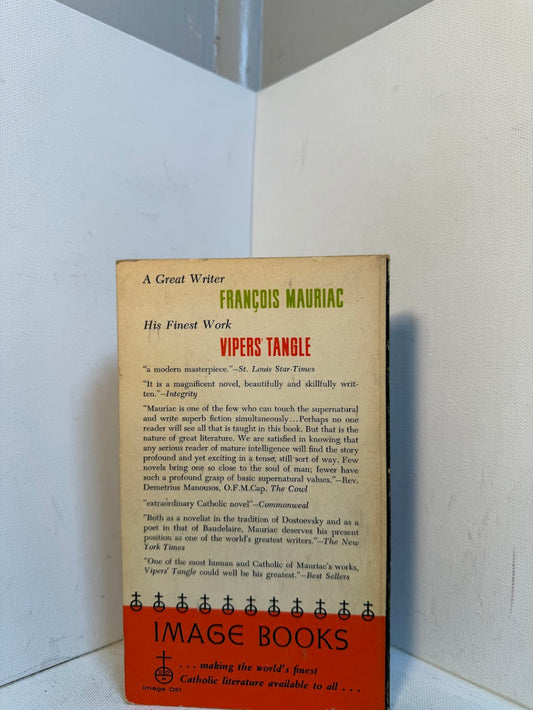 A Great Writer
FRANÇOIS MAURIAC
His Finest Work
VIPERS' TANGLE
"a modern masterpiece."—St. Louis Star-Times
"It is a magnificent novel, beautifully and skillfully writ-
ten."—Integrity
"Mauriac is one of the few who can touch the supernatural
and write superb fiction simultaneously...Perhaps no one
reader will see all that is taught in this book. But that is the
nature of great literature. We are satisfied in knowing that
any serious reader of mature intelligence will find the story
profound and yet exciting in a tense, still sort of way. Few
novels bring one so close to the soul of man; fewer have
such a profound grasp of basic supernatural values."—Rev.
Demetrius Manousos, O.F.M.Cap. The Cowl
"extraordinary Catholic novel"—Commonweal
"Both as a novelist in the tradition of Dostoevsky and as a
poet in that of Baudelaire, Mauriac deserves his present
position as one of the world's greatest writers."—The New
York Times
"One of the most human and Catholic of Mauriac's works,
Vipers' Tangle could well be his greatest."—Best Sellers
IMAGE BOOKS
... making the world's finest
Catholic literature available to all ...
Image D51